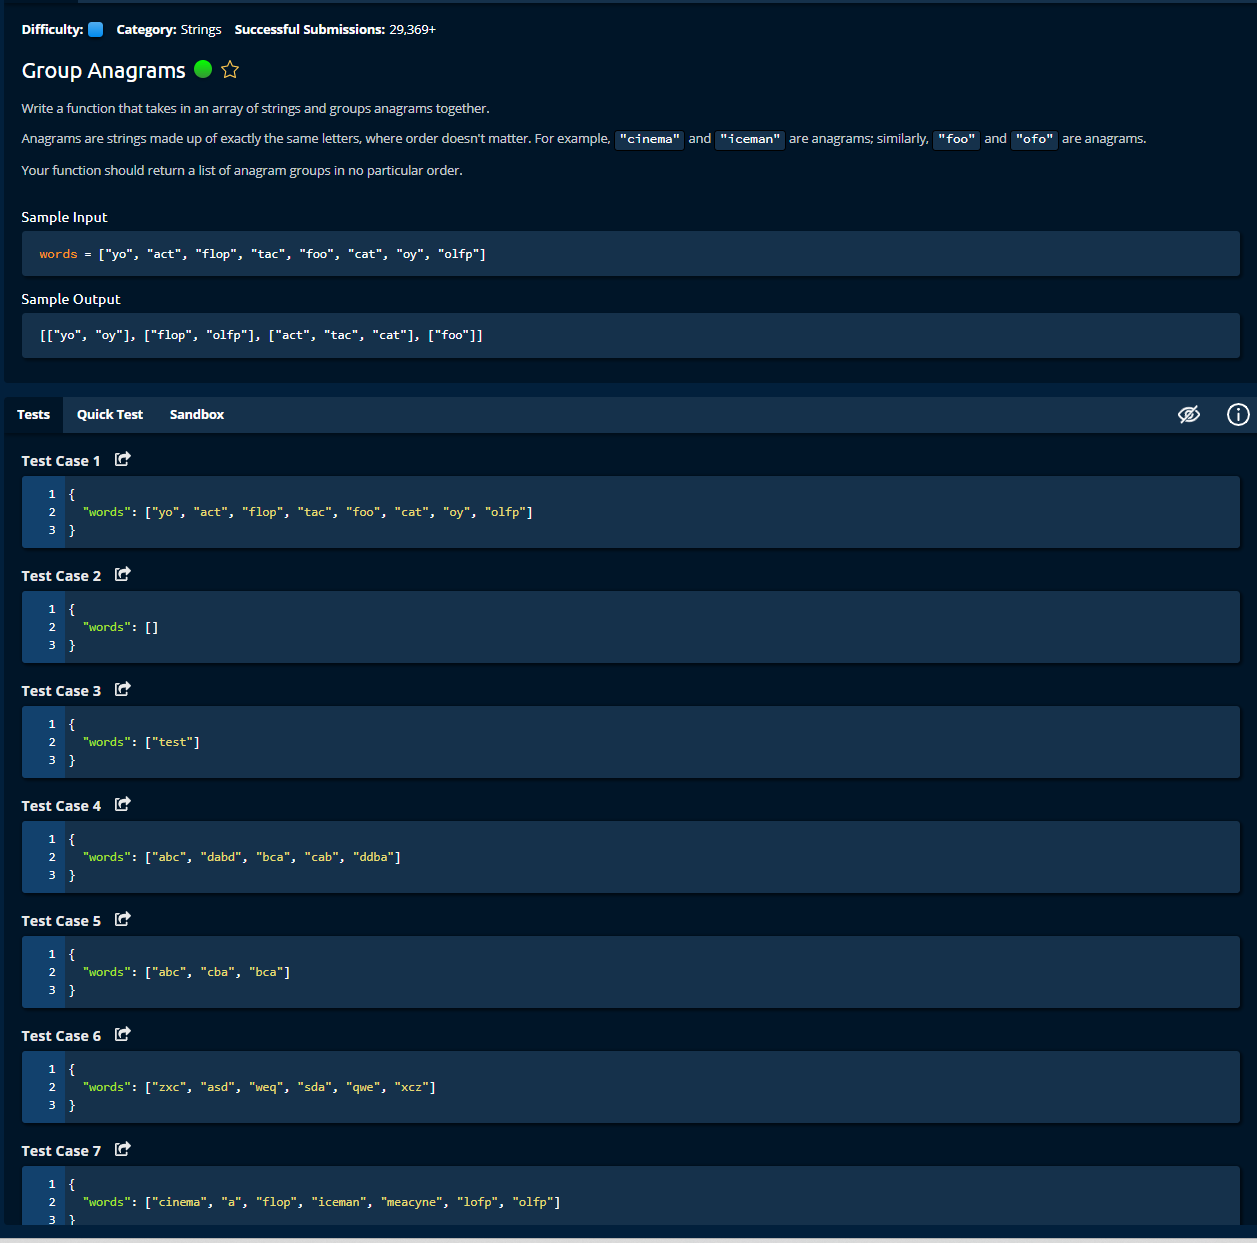 Difficulty: Category: Strings Successful Submissions: 29,369+
Group Anagrams
Write a function that takes in an array of strings and groups anagrams together.
Anagrams are strings made up of exactly the same letters, where order doesn't matter. For example, "cinema" and "iceman" are anagrams; similarly, "foo" and "ofo" are anagrams.
Your function should return a list of anagram groups in no particular order.
Sample Input
words = ["yo", "act", "flop", "tac", "foo", "cat", "oy", "olfp"]
Sample Output
[["yo", "oy"], ["flop", "olfp"], ["act", "tac", "cat"], ["foo"]]
Tests Quick Test Sandbox
Test Case 1
1 {
2 "words": ["yo", "act", "flop", "tac", "foo", "cat", "oy", "olfp"]
3 }
Test Case 2
1 {
2 "words": []
3 }
Test Case 3
1 {
2 "words": ["test"]
3 }
Test Case 4
1 {
2 "words": ["abc", "dabd", "bca", "cab", "ddba"]
3 }
Test Case 5
1 {
2 "words": ["abc", "cba", "bca"]
3 }
Test Case 6
1 {
2 "words": ["zxc", "asd", "weq", "sda", "qwe", "xcz"]
3 }
Test Case 7
1 {
2 "words": ["cinema", "a", "flop", "iceman", "meacyne", "lofp", "olfp"]
3 }